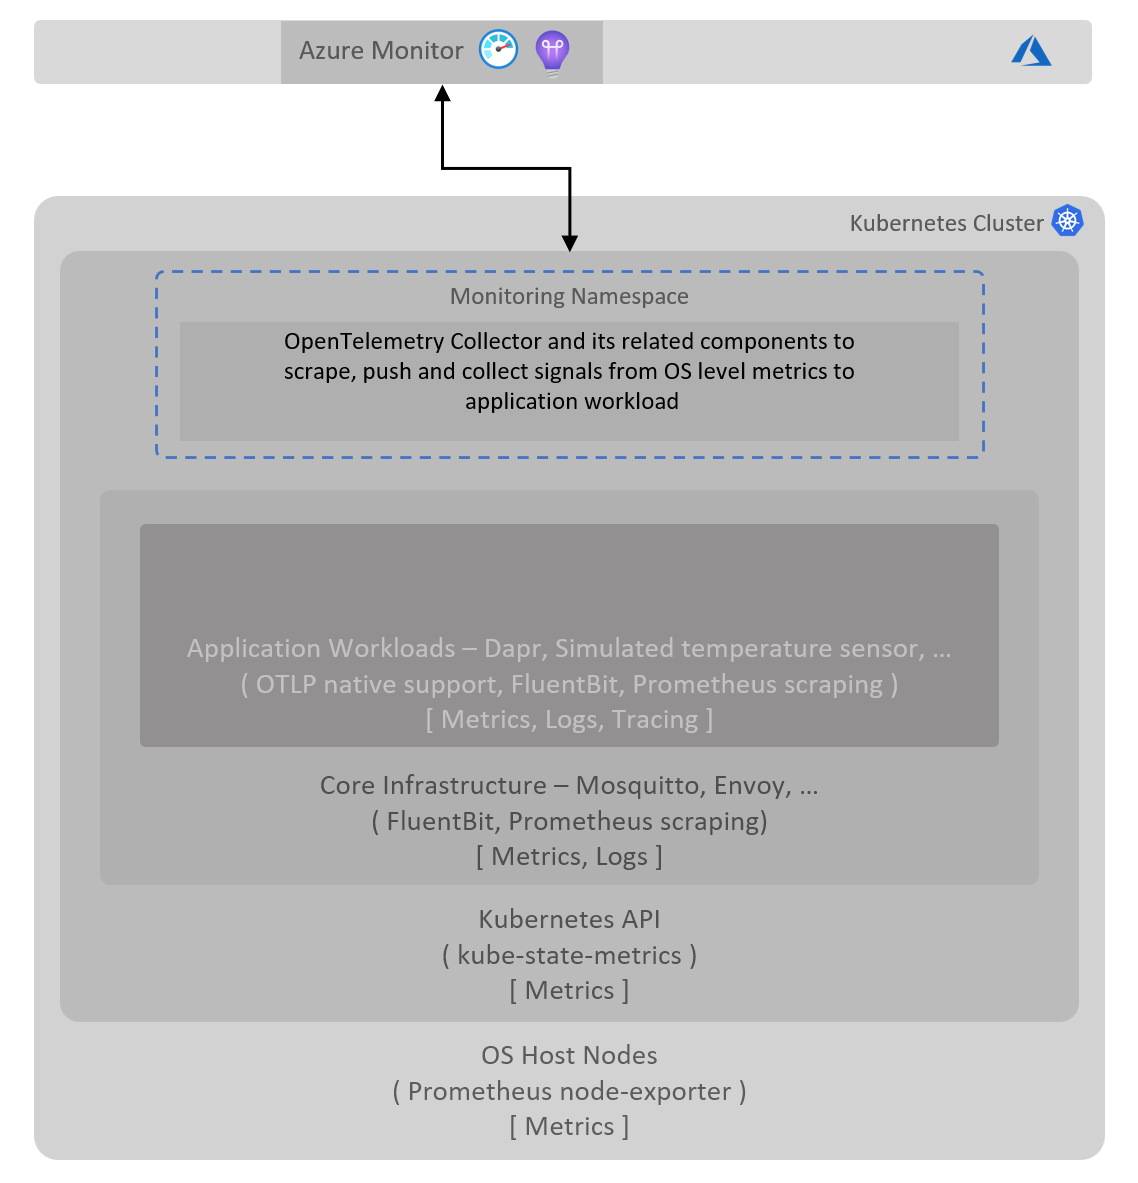 Azure Monitor
Kubernetes Cluster
Monitoring Namespace
OpenTelemetry Collector and its related components to
scrape, push and collect signals from OS level metrics to
application workload
Application Workloads – Dapr, Simulated temperature sensor, ...
( OTLP native support, FluentBit, Prometheus scraping )
[ Metrics, Logs, Tracing ]
Core Infrastructure – Mosquitto, Envoy, ...
( FluentBit, Prometheus scraping)
[ Metrics, Logs ]
Kubernetes API
( kube-state-metrics )
[ Metrics ]
OS Host Nodes
( Prometheus node-exporter )
[ Metrics ]